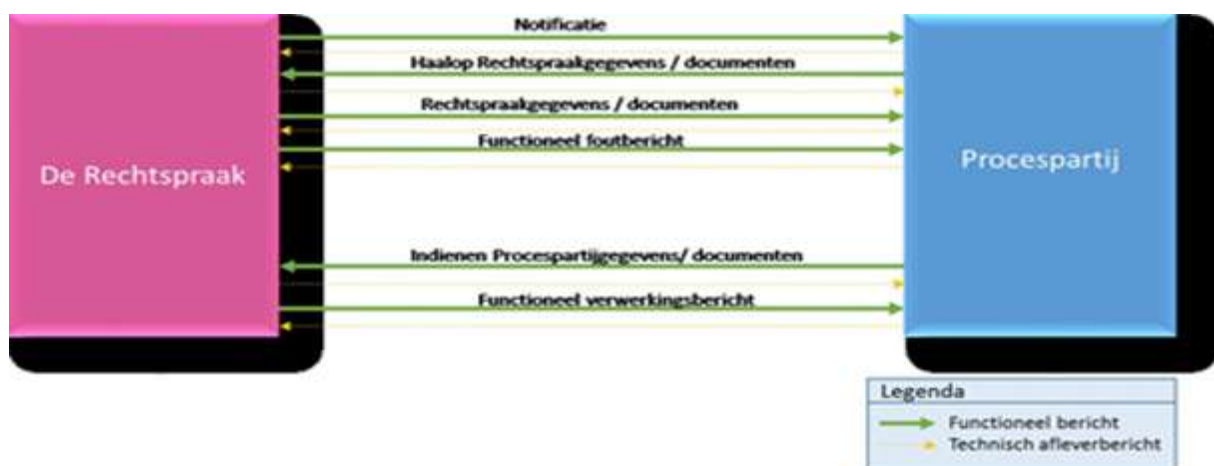 Notificatie
Haalop Rechtspraakgegevens / documenten
Rechtspraakgegevens / documenten
Functioneel foutbericht
De Rechtspraak
Procespartij
Indienen Procespartijgegevens/ documenten
Functioneel verwerkingsbericht
Legenda
Functioneel bericht
Technisch afleverbericht